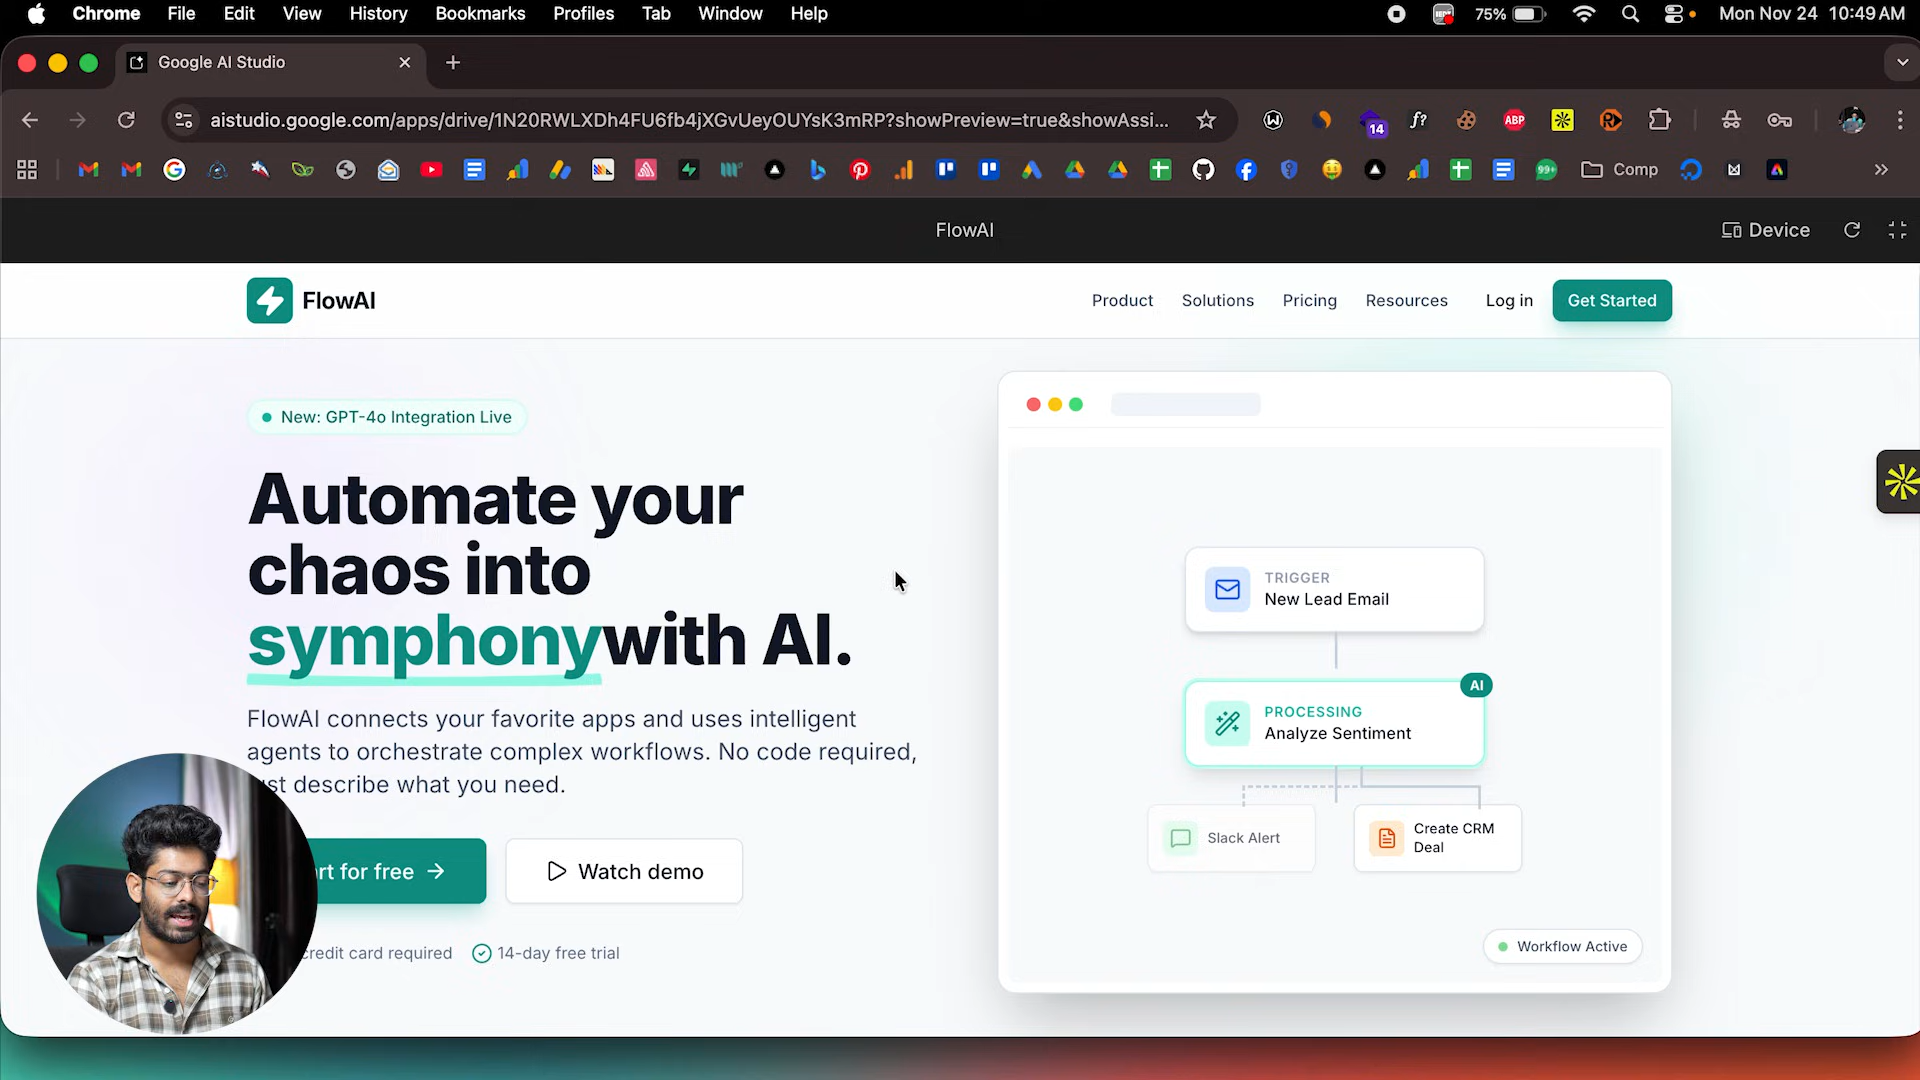 Chrome File Edit View History Bookmarks Profiles Tab Window Help 75% Mon Nov 24 10:49 AM
Google AI Studio
aistudio.google.com/apps/drive/1N20RWLXDh4FU6fb4jXGvUeyOUYsK3mRP?showPreview=true&showAssi... 14 f? ABP
99+ Comp
FlowAI Device
FlowAI Product Solutions Pricing Resources Log in Get Started
New: GPT-4o Integration Live
Automate your
chaos into
symphonywith AI.
FlowAI connects your favorite apps and uses intelligent
agents to orchestrate complex workflows. No code required,
st describe what you need.
rt for free → Watch demo
credit card required 14-day free trial
TRIGGER
New Lead Email
AI
PROCESSING
Analyze Sentiment
Slack Alert
Create CRM
Deal
Workflow Active